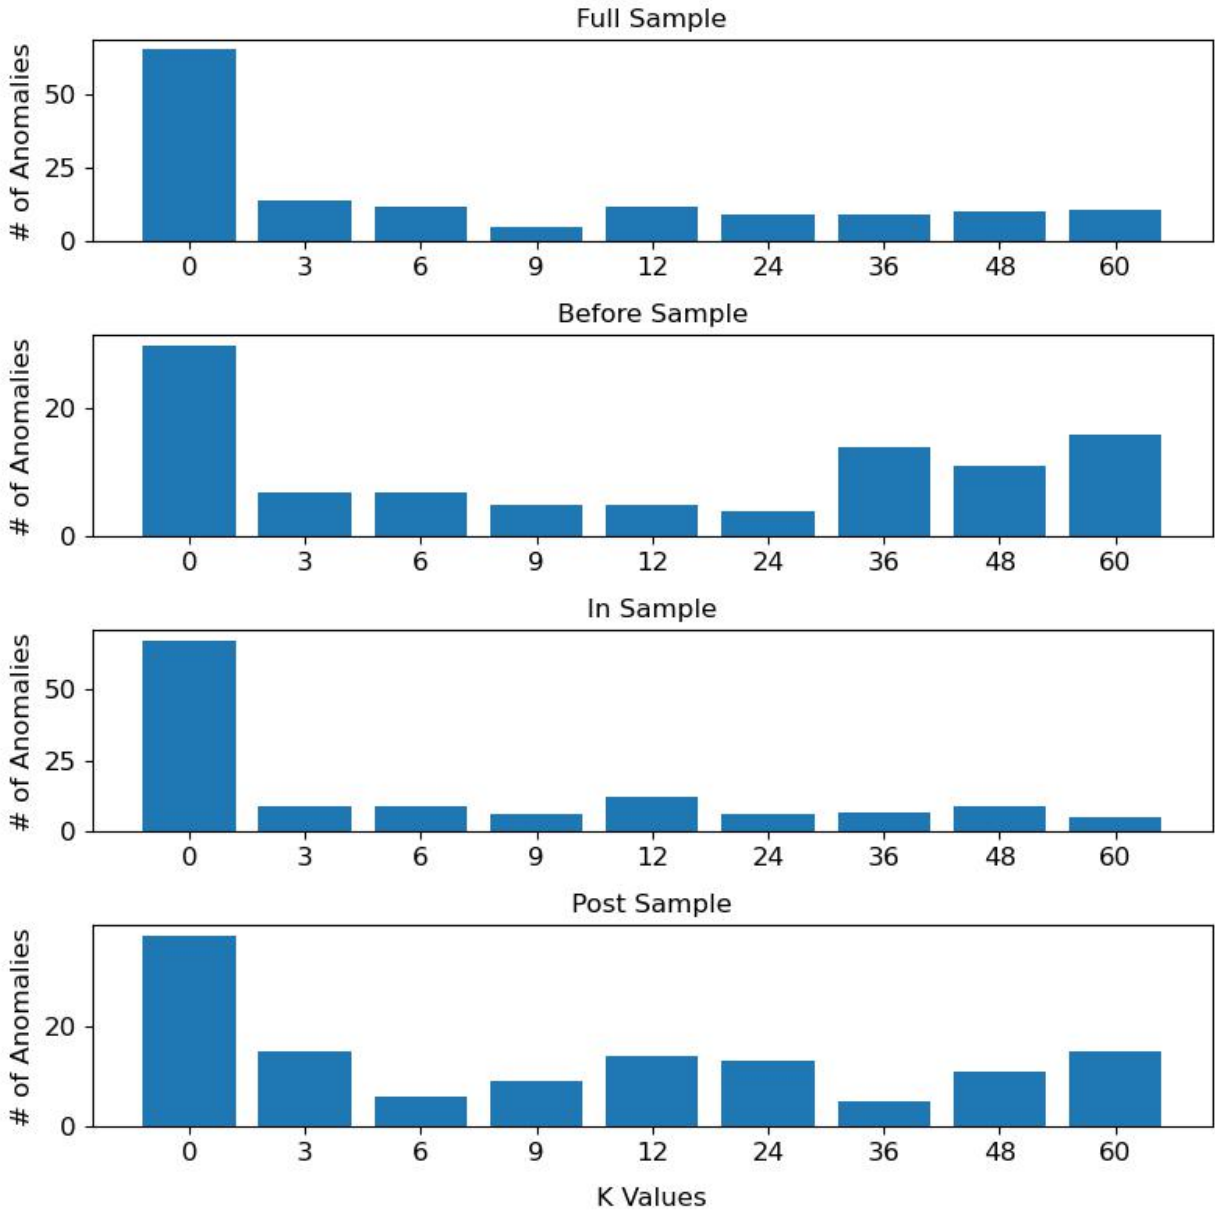 Full Sample
# of Anomalies
50
25
0
0 3 6 9 12 24 36 48 60
Before Sample
# of Anomalies
20
0
0 3 6 9 12 24 36 48 60
In Sample
# of Anomalies
50
25
0
0 3 6 9 12 24 36 48 60
Post Sample
# of Anomalies
20
0
0 3 6 9 12 24 36 48 60
K Values